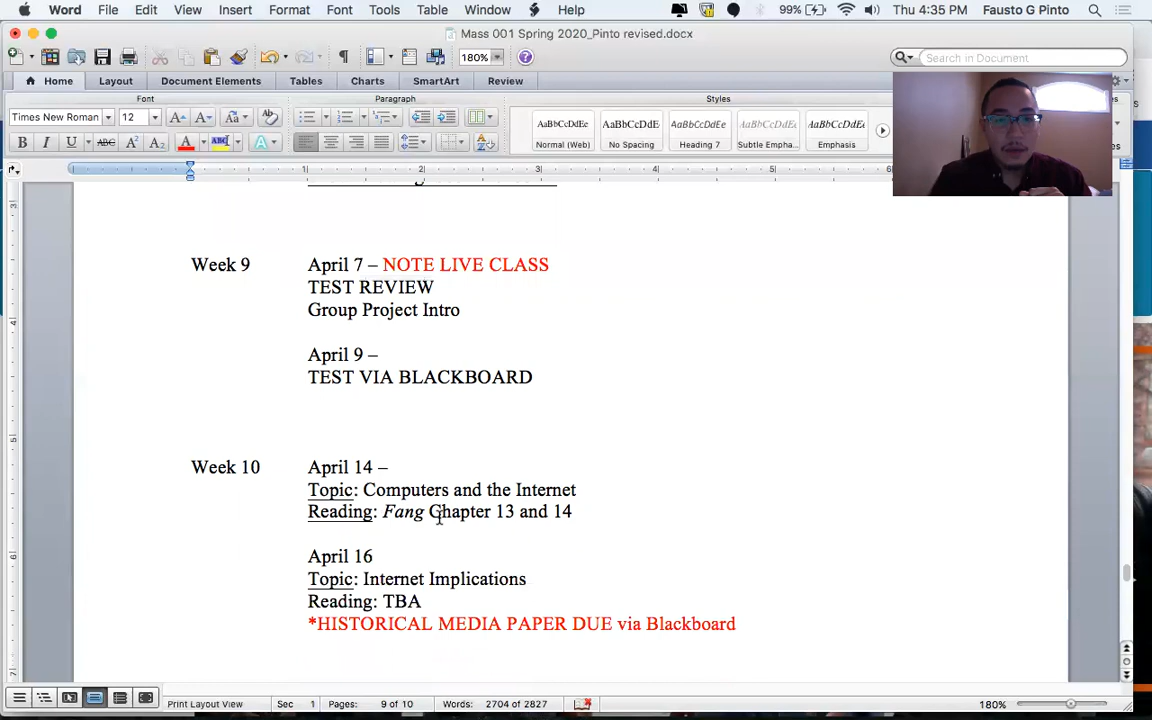 Word File Edit View Insert Format Font Tools Table Window Help 99% Thu 4:35 PM Fausto G Pinto
Mass 001 Spring 2020_Pinto revised.docx
180% Search in Document
Home Layout Document Elements Tables Charts SmartArt Review
Font Paragraph Styles
Times New Roman 12 AaBbCcDdEe AaBbCcDdE AaBbCcDdEe AaBbCcDdEe AaBbCcDdEe
Normal (Web) No Spacing Heading 7 Subtle Empha... Emphasis
Week 9 April 7 – NOTE LIVE CLASS
TEST REVIEW
Group Project Intro
April 9 –
TEST VIA BLACKBOARD
Week 10 April 14 –
Topic: Computers and the Internet
Reading: Fang Chapter 13 and 14
April 16
Topic: Internet Implications
Reading: TBA
*HISTORICAL MEDIA PAPER DUE via Blackboard
Print Layout View Sec 1 Pages: 9 of 10 Words: 2704 of 2827 180%